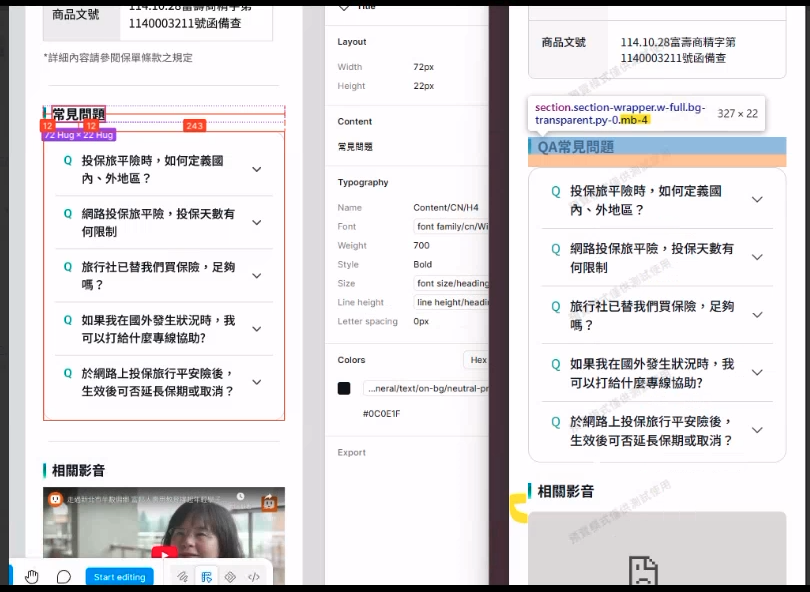 商品文號
114.10.28富壽商精字第
1140003211號函備查
*詳細內容請參閱保單條款之規定
常見問題
12
12
243
72 Hug × 22 Hug
Q 投保旅平險時，如何定義國
內、外地區？
Q 網路投保旅平險，投保天數有
何限制
Q 旅行社已替我們買保險，足夠
嗎？
Q 如果我在國外發生狀況時，我
可以打給什麼專線協助?
Q 於網路上投保旅行平安險後，
生效後可否延長保期或取消？
相關影音
Start editing
Title
Layout
Width 72px
Height 22px
Content
常見問題
Typography
Name Content/CN/H4
Font font family/cn/Wi
Weight 700
Style Bold
Size font size/heading
Line height line height/headin
Letter spacing 0px
Colors Hex
...neral/text/on-bg/neutral-pr
#0C0E1F
Export
商品文號
114.10.28富壽商精字第
1140003211號函備查
section.section-wrapper.w-full.bg-
transparent.py-0.mb-4
327 × 22
QA常見問題
Q 投保旅平險時，如何定義國
內、外地區？
Q 網路投保旅平險，投保天數有
何限制
Q 旅行社已替我們買保險，足夠
嗎？
Q 如果我在國外發生狀況時，我
可以打給什麼專線協助?
Q 於網路上投保旅行平安險後，
生效後可否延長保期或取消？
相關影音
預覽模式僅供測試使用